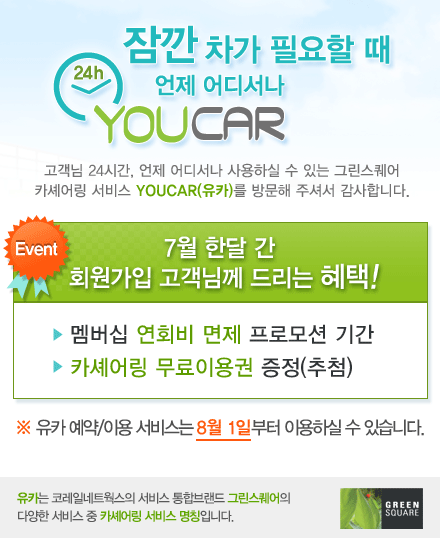 잠깐 차가 필요할 때
24h
언제 어디서나
YOUCAR
고객님 24시간, 언제 어디서나 사용하실 수 있는 그린스퀘어
카셰어링 서비스 YOUCAR(유카)를 방문해 주셔서 감사합니다.
Event
7월 한달 간
회원가입 고객님께 드리는 혜택!
멤버십 연회비 면제 프로모션 기간
카셰어링 무료이용권 증정(추첨)
※ 유카 예약/이용 서비스는 8월 1일부터 이용하실 수 있습니다.
유카는 코레일네트웍스의 서비스 통합브랜드 그린스퀘어의
다양한 서비스 중 카셰어링 서비스 명칭입니다.
GREEN
SQUARE